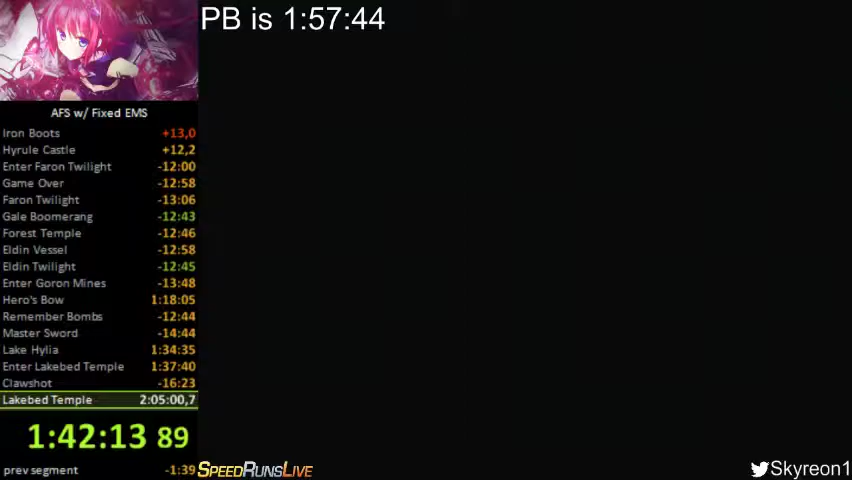 PB is 1:57:44
AFS w/ Fixed EMS
Iron Boots +13,0
Hyrule Castle +12,2
Enter Faron Twilight -12:00
Game Over -12:58
Faron Twilight -13:06
Gale Boomerang -12:43
Forest Temple -12:46
Eldin Vessel -12:58
Eldin Twilight -12:45
Enter Goron Mines -13:48
Hero's Bow 1:18:05
Remember Bombs -12:44
Master Sword -14:44
Lake Hylia 1:34:35
Enter Lakebed Temple 1:37:40
Clawshot -16:23
Lakebed Temple 2:05:00,7
1:42:13 89
prev segment -1:39
SPEEDRUNSLIVE
Skyreon1